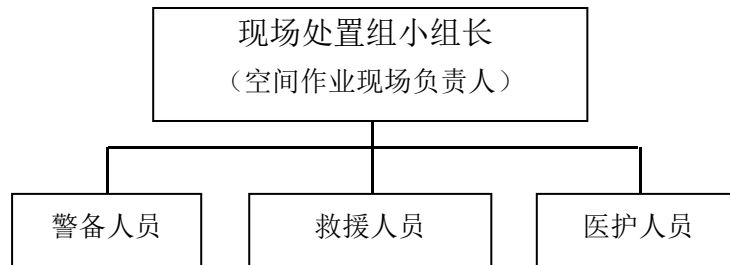 现场处置组小组长
（空间作业现场负责人）
警备人员
救援人员
医护人员